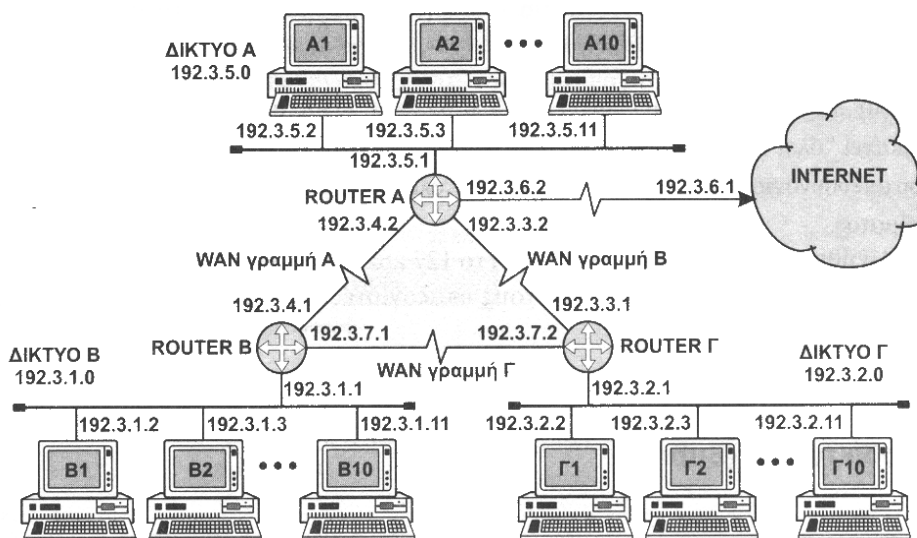 A1
A2
A10
ΔΙΚΤΥΟ Α
192.3.5.0
192.3.5.2
192.3.5.3
192.3.5.11
192.3.5.1
INTERNET
ROUTER A
192.3.6.2
192.3.6.1
192.3.4.2
192.3.3.2
WAN γραμμή Α
WAN γραμμή Β
192.3.4.1
192.3.3.1
ROUTER B
192.3.7.1
192.3.7.2
ROUTER Γ
WAN γραμμή Γ
ΔΙΚΤΥΟ Β
192.3.1.0
ΔΙΚΤΥΟ Γ
192.3.2.0
192.3.1.1
192.3.2.1
192.3.1.2
192.3.1.3
192.3.1.11
192.3.2.2
192.3.2.3
192.3.2.11
B1
B2
B10
Γ1
Γ2
Γ10